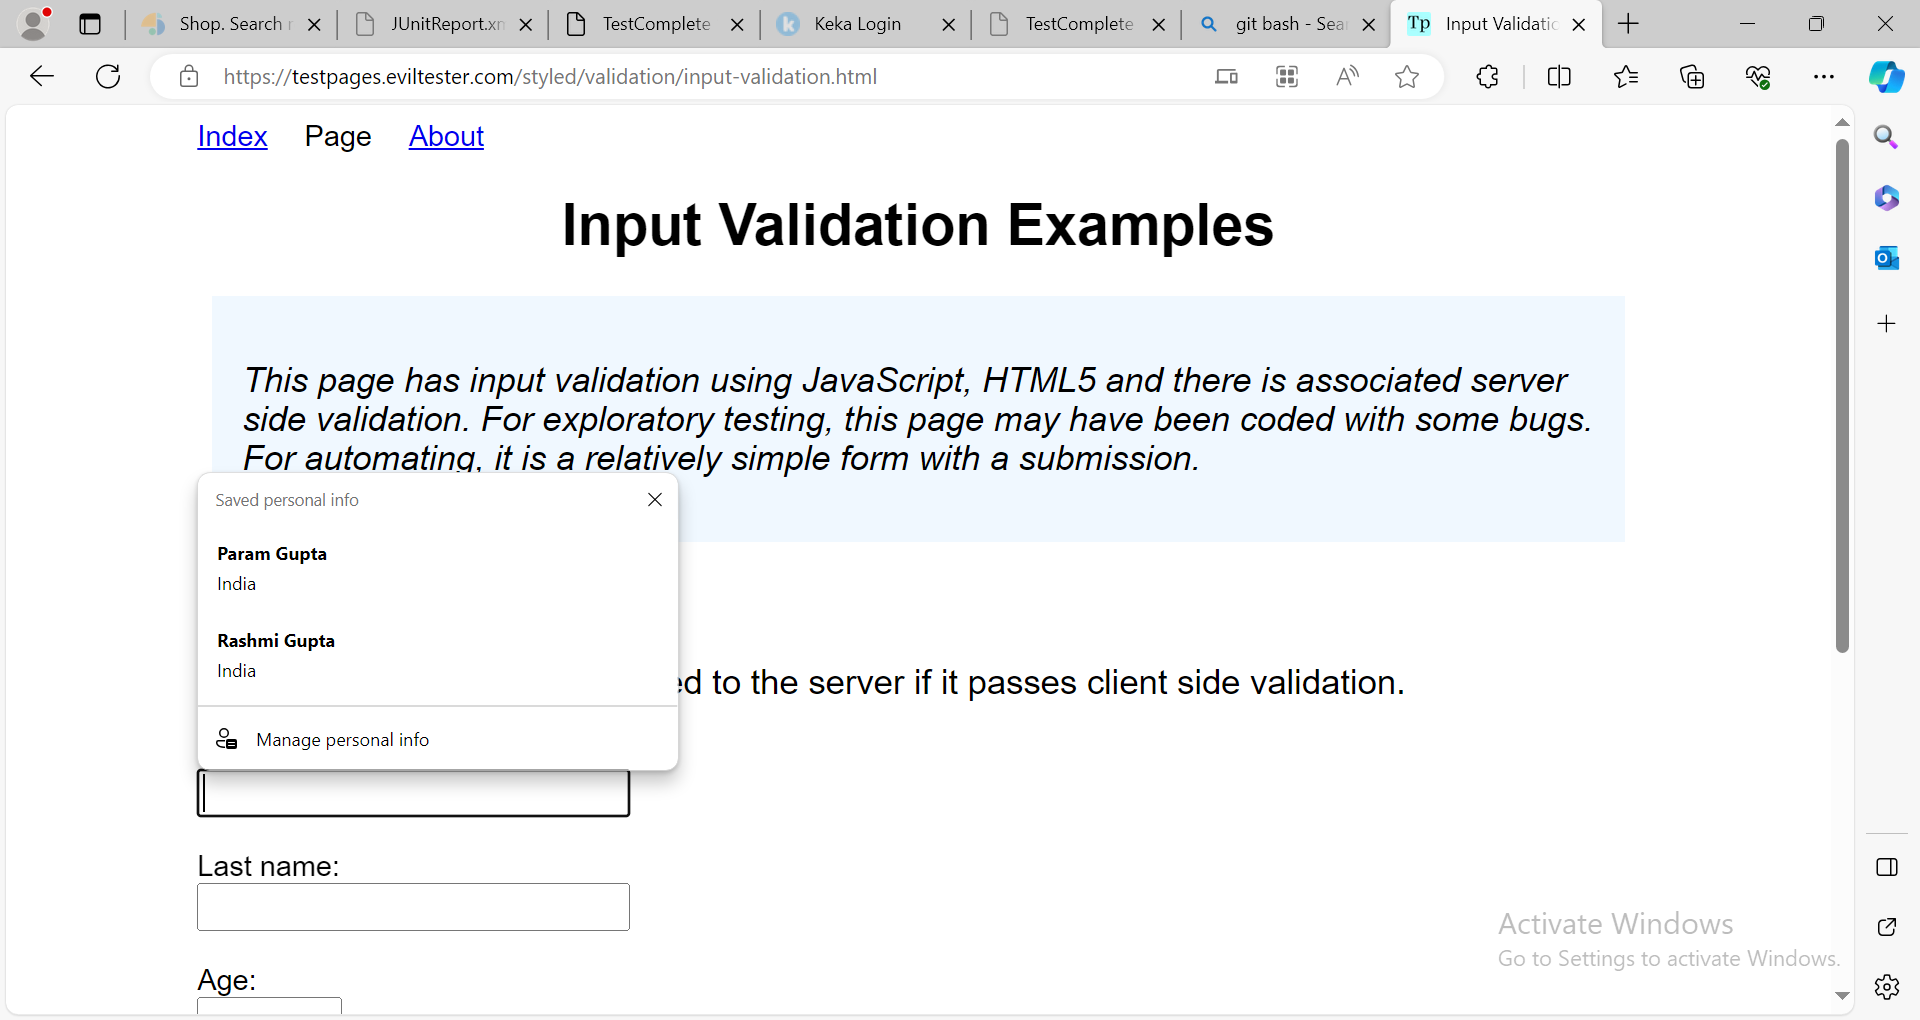 Shop. Search r
JUnitReport.xm
TestComplete
Keka Login
TestComplete
git bash - Sear
Tp
Input Validatio
https://testpages.eviltester.com/styled/validation/input-validation.html
Index Page About
Input Validation Examples
This page has input validation using JavaScript, HTML5 and there is associated server
side validation. For exploratory testing, this page may have been coded with some bugs.
For automating, it is a relatively simple form with a submission.
Saved personal info
Param Gupta
India
Rashmi Gupta
India
ed to the server if it passes client side validation.
Manage personal info
Last name:
Age:
Activate Windows
Go to Settings to activate Windows.